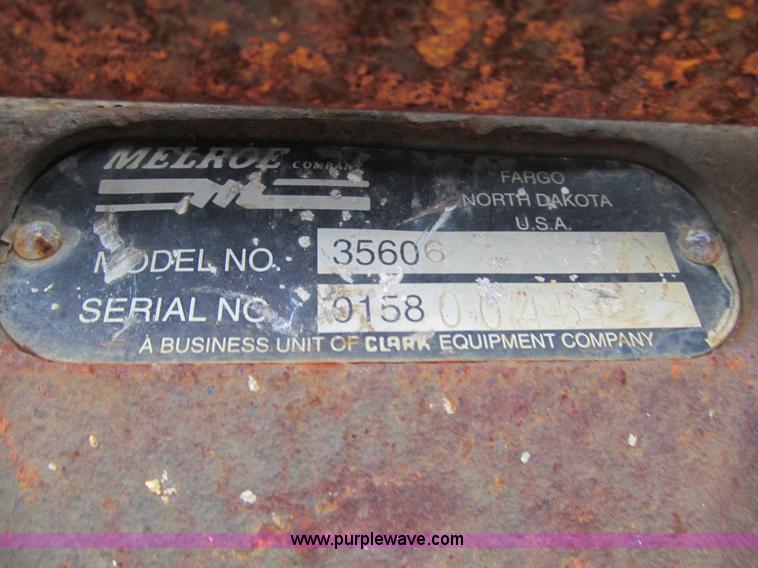 MELROE COMPANY
FARGO
NORTH DAKOTA
U.S.A.
MODEL NO. 35606
SERIAL NO 0158
A BUSINESS UNIT OF CLARK EQUIPMENT COMPANY
www.purplewave.com